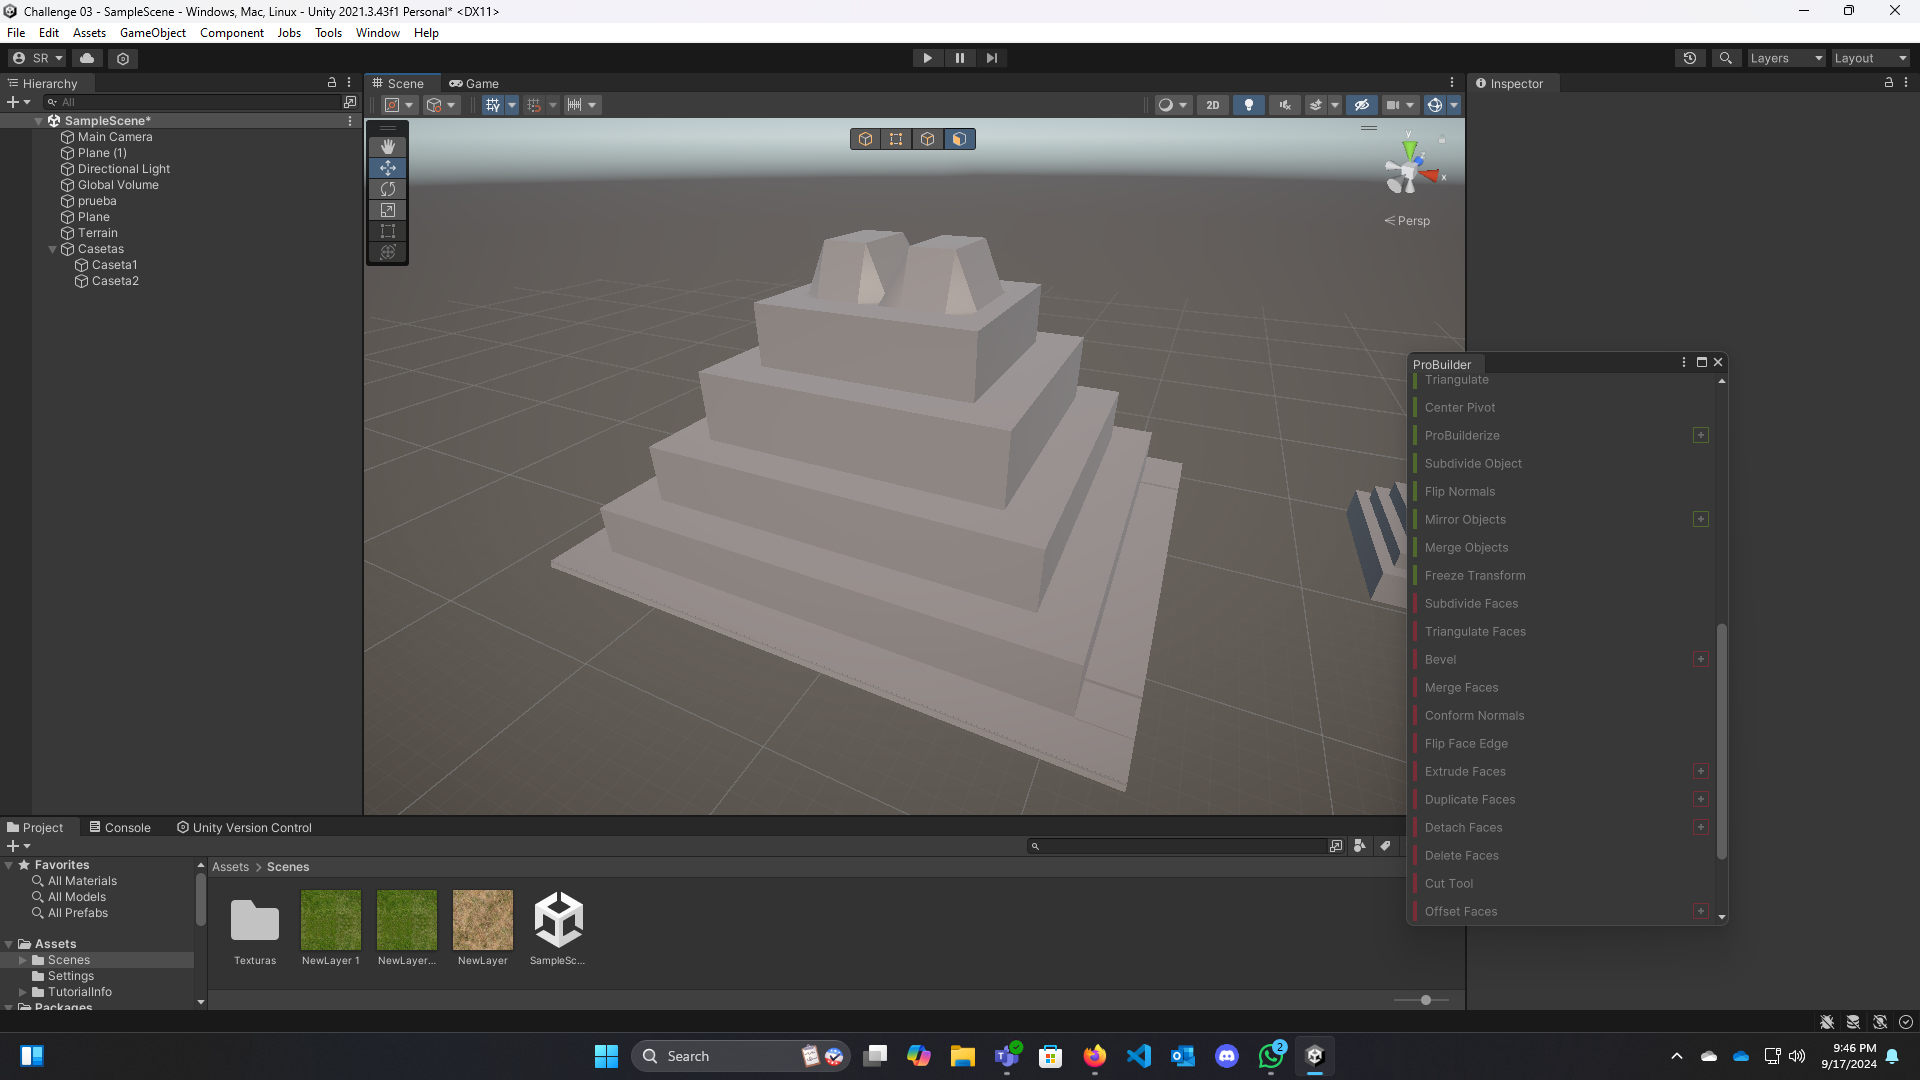 Challenge 03 - SampleScene - Windows, Mac, Linux - Unity 2021.3.43f1 Personal* <DX11>
File Edit Assets GameObject Component Jobs Tools Window Help
SR
Layers
Layout
Hierarchy
All
SampleScene*
Main Camera
Plane (1)
Directional Light
Global Volume
prueba
Plane
Terrain
Casetas
Caseta1
Caseta2
Scene
Game
2D
y
x
Persp
Inspector
ProBuilder
Triangulate
Center Pivot
ProBuilderize
Subdivide Object
Flip Normals
Mirror Objects
Merge Objects
Freeze Transform
Subdivide Faces
Triangulate Faces
Bevel
Merge Faces
Conform Normals
Flip Face Edge
Extrude Faces
Duplicate Faces
Detach Faces
Delete Faces
Cut Tool
Offset Faces
Project
Console
Unity Version Control
Favorites
All Materials
All Models
All Prefabs
Assets
Scenes
Settings
TutorialInfo
Packages
Assets > Scenes
Texturas
NewLayer 1
NewLayer...
NewLayer
SampleSc...
Search
2
9:46 PM
9/17/2024